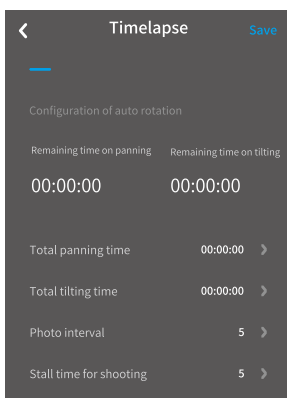 Timelapse Save
Configuration of auto rotation
Remaining time on panning Remaining time on tilting
00:00:00 00:00:00
Total panning time 00:00:00
Total tilting time 00:00:00
Photo interval 5
Stall time for shooting 5